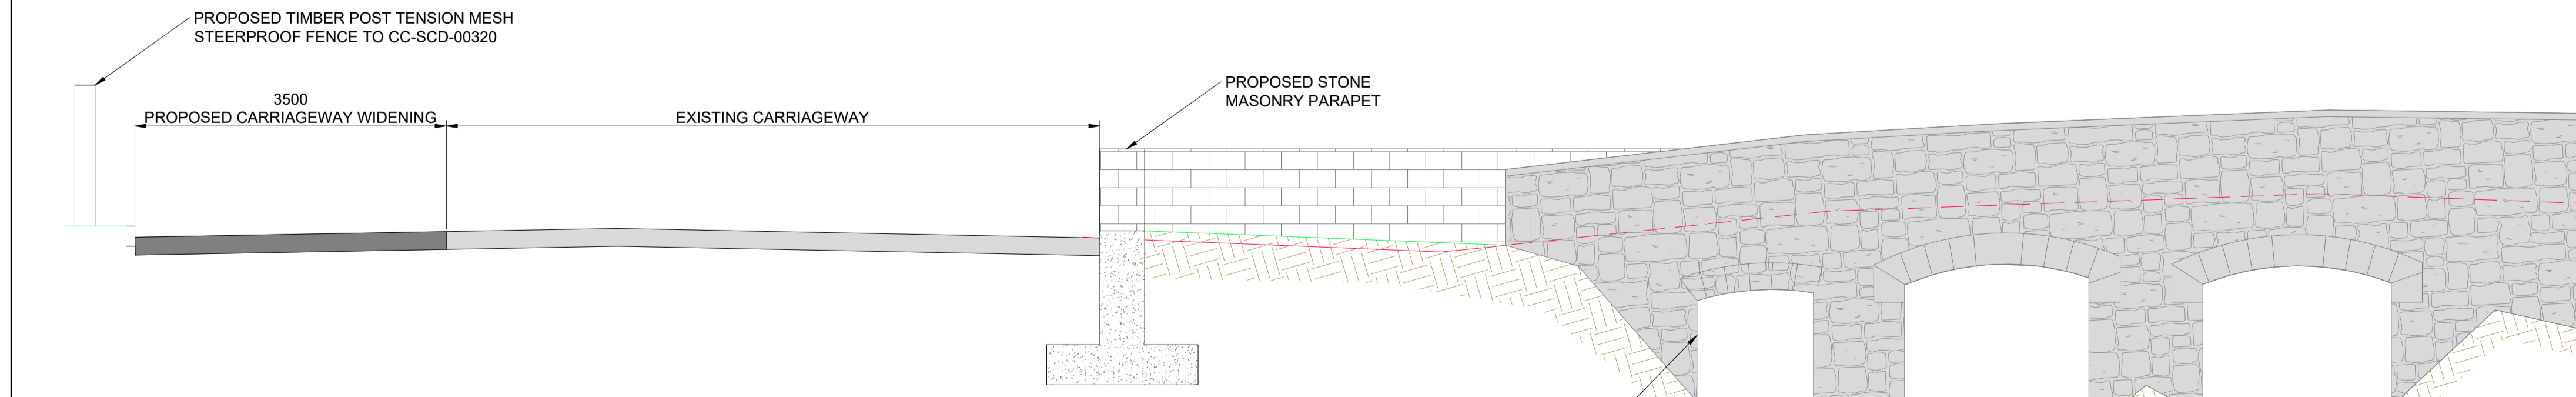 PROPOSED TIMBER POST TENSION MESH
STEERPROOF FENCE TO CC-SCD-00320
3500
PROPOSED CARRIAGEWAY WIDENING
EXISTING CARRIAGEWAY
PROPOSED STONE
MASONRY PARAPET